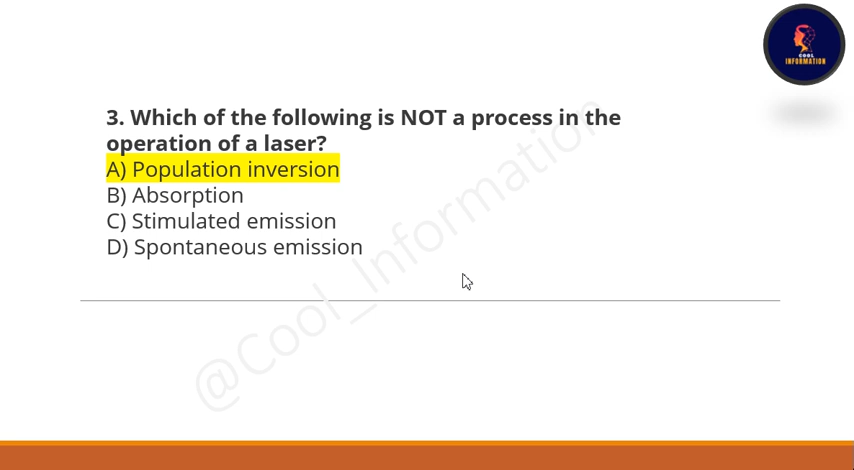 COOL
INFORMATION
3. Which of the following is NOT a process in the
operation of a laser?
A) Population inversion
B) Absorption
C) Stimulated emission
D) Spontaneous emission
@Cool_Information